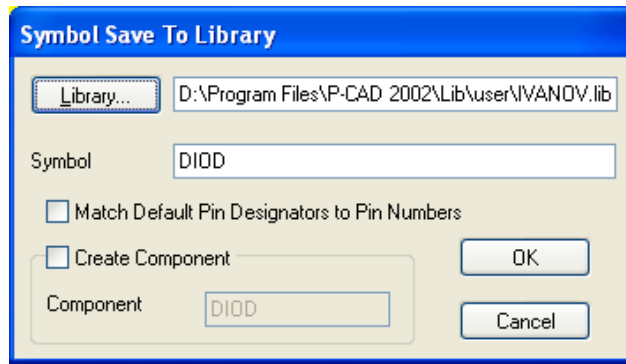 Symbol Save To Library
Library... D:\Program Files\P-CAD 2002\Lib\user\IVANOV.lib
Symbol DIOD
Match Default Pin Designators to Pin Numbers
Create Component OK
Component DIOD
Cancel